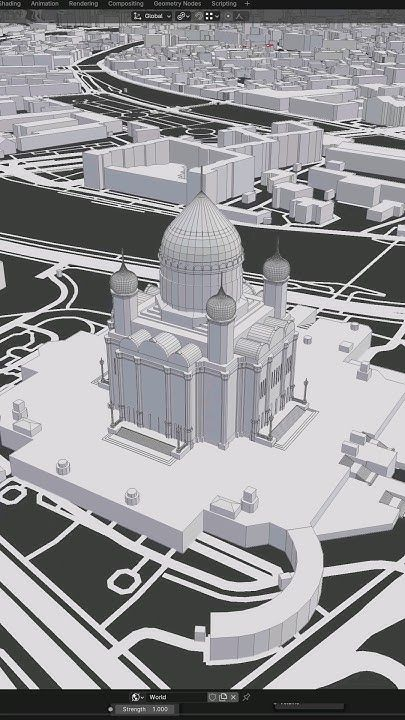 Shading Animation Rendering Compositing Geometry Nodes Scripting +
Global
World
Strength 1.000